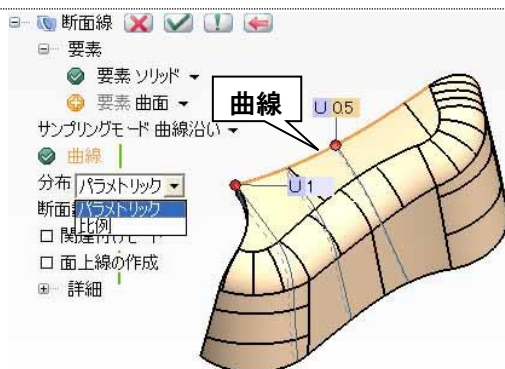 断面線
要素
要素 ソリッド
要素 曲面
サンプリングモード 曲線沿い
曲線
分布 パラメトリック
パラメトリック
比例
断面
関連付けモード
面上線の作成
詳細
曲線
U 0.5
U 1